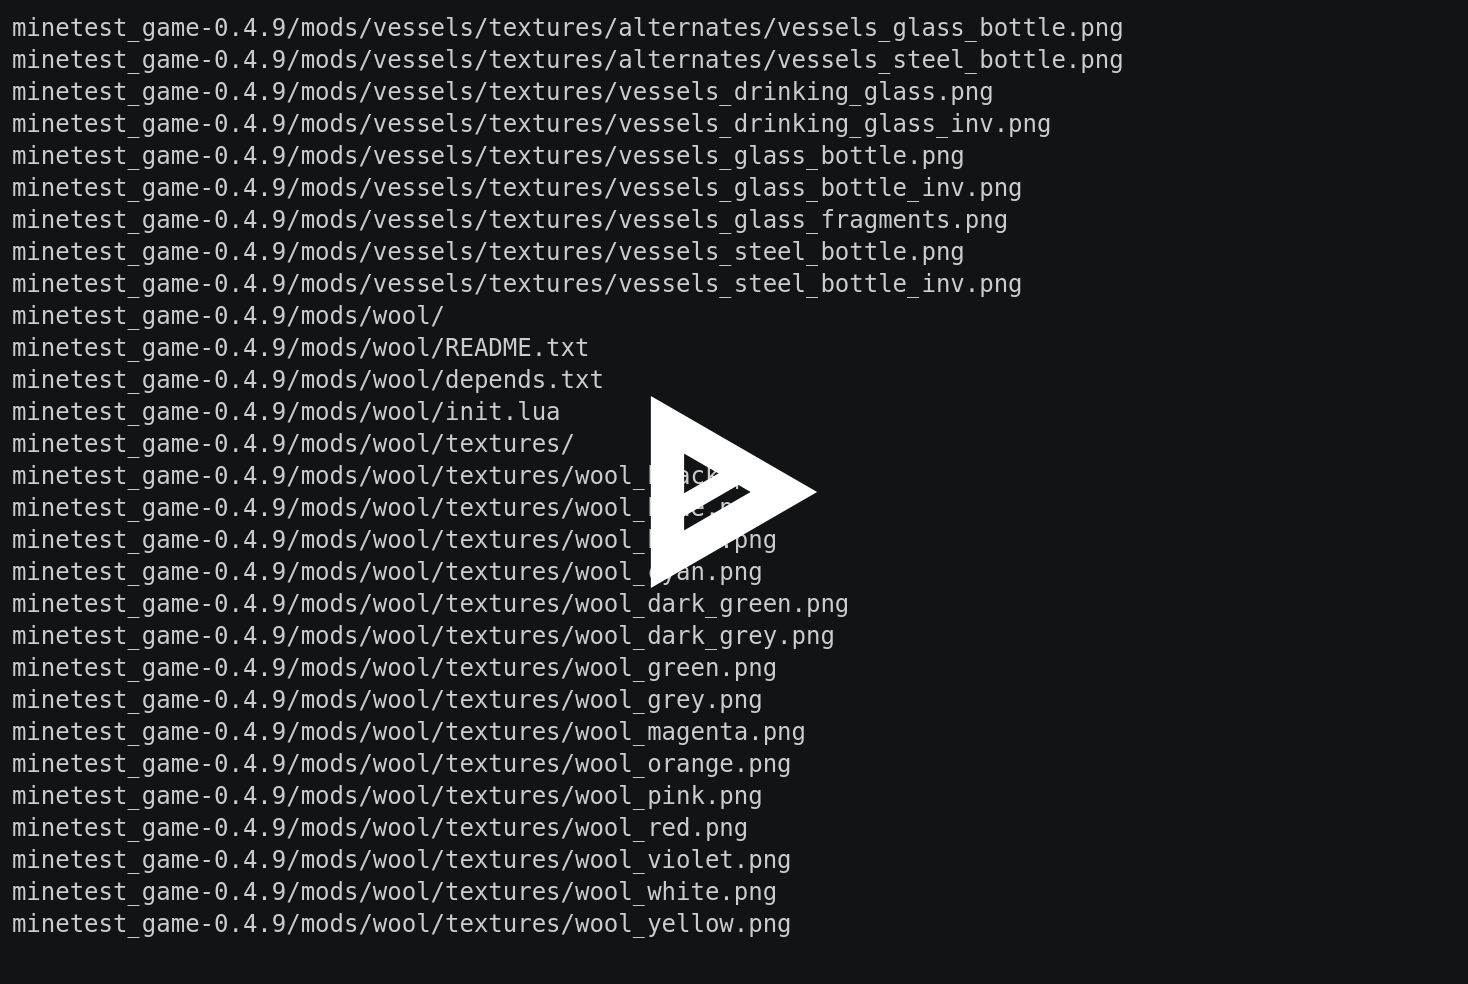 minetest_game-0.4.9/mods/vessels/textures/alternates/vessels_glass_bottle.png
minetest_game-0.4.9/mods/vessels/textures/alternates/vessels_steel_bottle.png
minetest_game-0.4.9/mods/vessels/textures/vessels_drinking_glass.png
minetest_game-0.4.9/mods/vessels/textures/vessels_drinking_glass_inv.png
minetest_game-0.4.9/mods/vessels/textures/vessels_glass_bottle.png
minetest_game-0.4.9/mods/vessels/textures/vessels_glass_bottle_inv.png
minetest_game-0.4.9/mods/vessels/textures/vessels_glass_fragments.png
minetest_game-0.4.9/mods/vessels/textures/vessels_steel_bottle.png
minetest_game-0.4.9/mods/vessels/textures/vessels_steel_bottle_inv.png
minetest_game-0.4.9/mods/wool/
minetest_game-0.4.9/mods/wool/README.txt
minetest_game-0.4.9/mods/wool/depends.txt
minetest_game-0.4.9/mods/wool/init.lua
minetest_game-0.4.9/mods/wool/textures/
minetest_game-0.4.9/mods/wool/textures/
minetest_game-0.4.9/mods/wool/textures/
minetest_game-0.4.9/mods/wool/textures/
minetest_game-0.4.9/mods/wool/textures/wool_cyan.png
minetest_game-0.4.9/mods/wool/textures/wool_dark_green.png
minetest_game-0.4.9/mods/wool/textures/wool_dark_grey.png
minetest_game-0.4.9/mods/wool/textures/wool_green.png
minetest_game-0.4.9/mods/wool/textures/wool_grey.png
minetest_game-0.4.9/mods/wool/textures/wool_magenta.png
minetest_game-0.4.9/mods/wool/textures/wool_orange.png
minetest_game-0.4.9/mods/wool/textures/wool_pink.png
minetest_game-0.4.9/mods/wool/textures/wool_red.png
minetest_game-0.4.9/mods/wool/textures/wool_violet.png
minetest_game-0.4.9/mods/wool/textures/wool_white.png
minetest_game-0.4.9/mods/wool/textures/wool_yellow.png